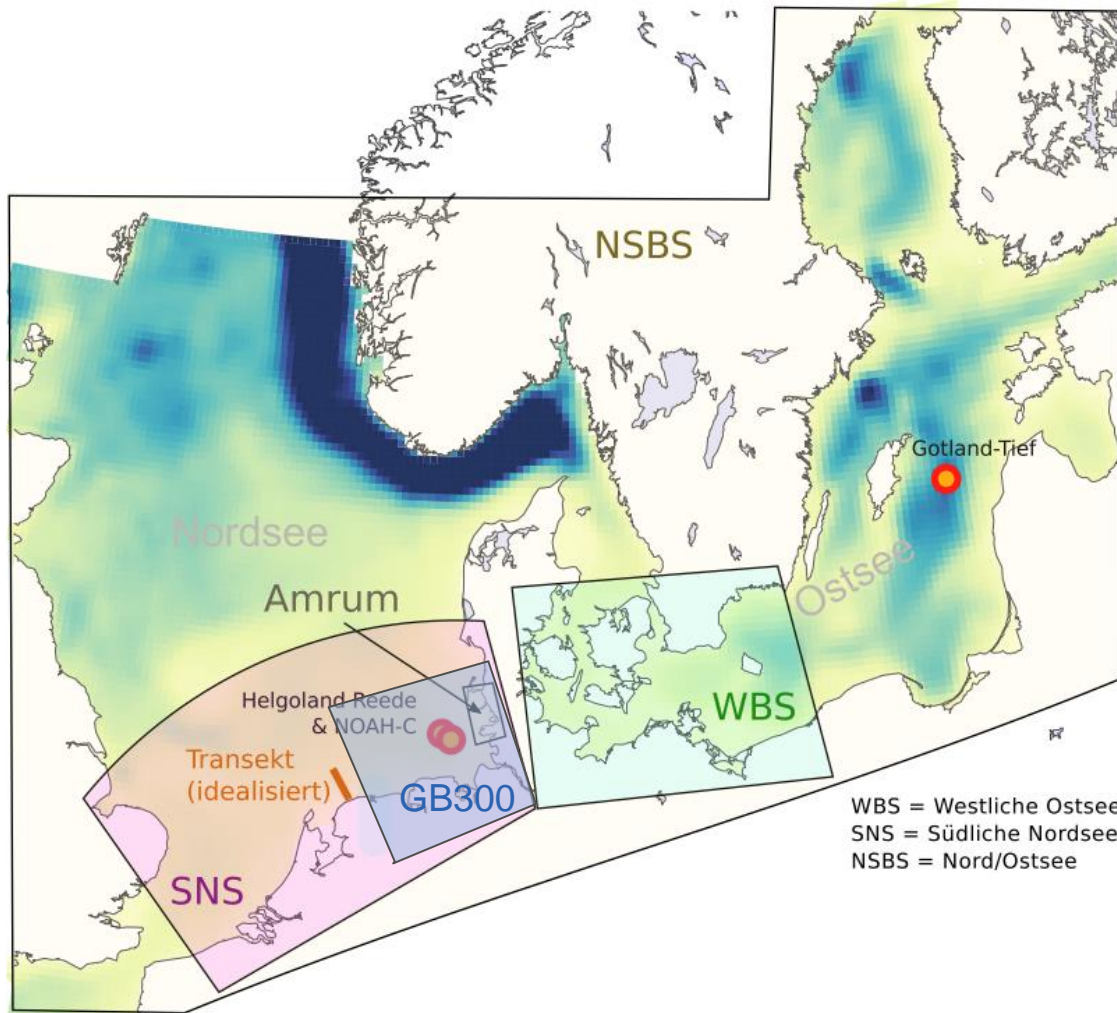 NSBS
Gotland-Tief
Nordsee
Ostsee
Amrum
Helgoland Reede
& NOAH-C
WBS
Transekt
(idealisiert)
GB300
SNS
WBS = Westliche Ostsee
SNS = Südliche Nordsee
NSBS = Nord/Ostsee